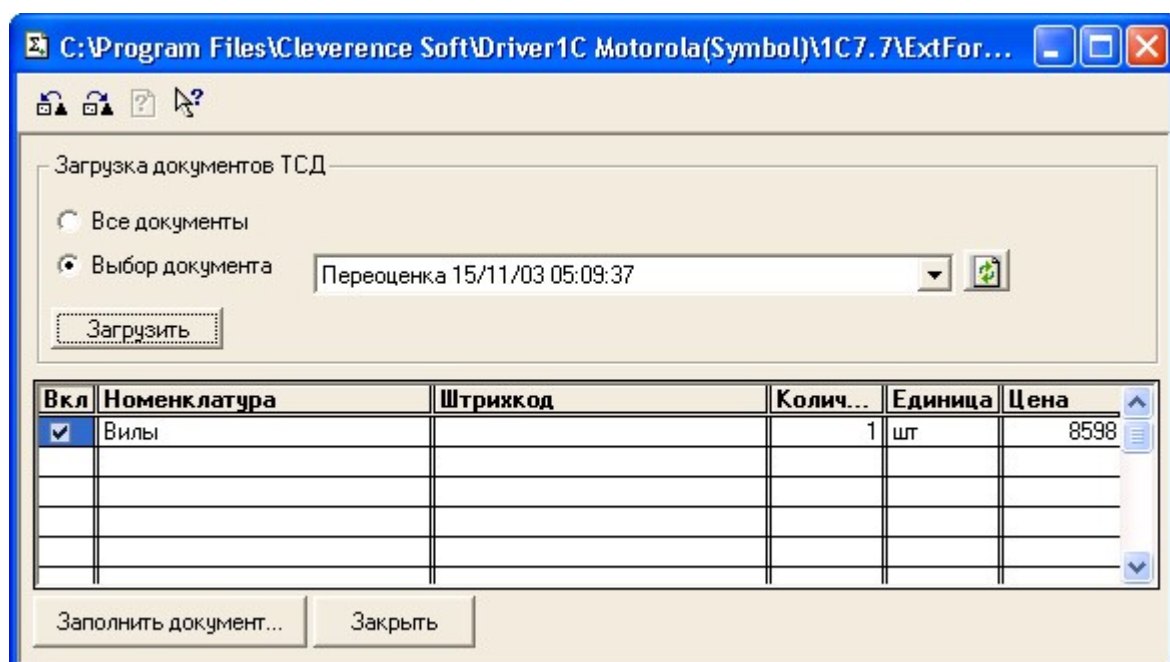 C:\Program Files\Cleverence Soft\Driver1C Motorola(Symbol)\1C7.7\ExtFor...
Загрузка документов ТСД
Все документы
Выбор документа Переоценка 15/11/03 05:09:37
Загрузить
Вкл Номенклатура Штрихкод Колич... Единица Цена
Вилы 1 шт 8598
Заполнить документ... Закрыть